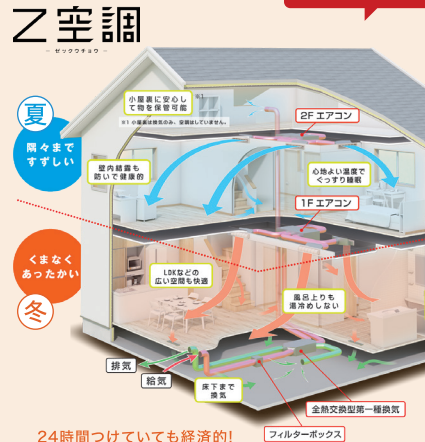 Z空調
ゼックウチョウ
小屋裏に安心し
て物を保管可能
※1 小屋裏は換気のみ、空調はしていません。
2F エアコン
夏
隅々まで
すずしい
壁内結露も
防いで健康的
心地よい温度で
ぐっすり睡眠
1F エアコン
くまなく
あったかい
冬
LDKなどの
広い空間も快適
風呂上りも
湯冷めしない
排気
給気
床下まで
換気
全熱交換型第一種換気
フィルターボックス
24時間つけていても経済的!